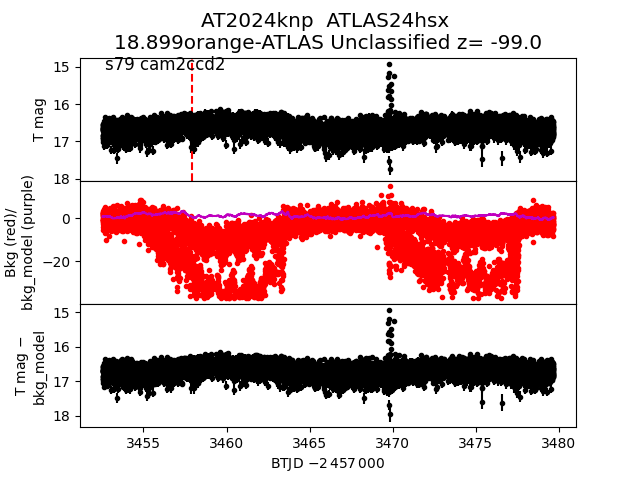 AT2024knp  ATLAS24hsx
18.899orange-ATLAS Unclassified z= -99.0
s79 cam2ccd2
T mag
15
16
17
18
Bkg (red)/
bkg_model (purple)
0
−20
T mag −
bkg_model
15
16
17
18
3455 3460 3465 3470 3475 3480
BTJD −2 457 000